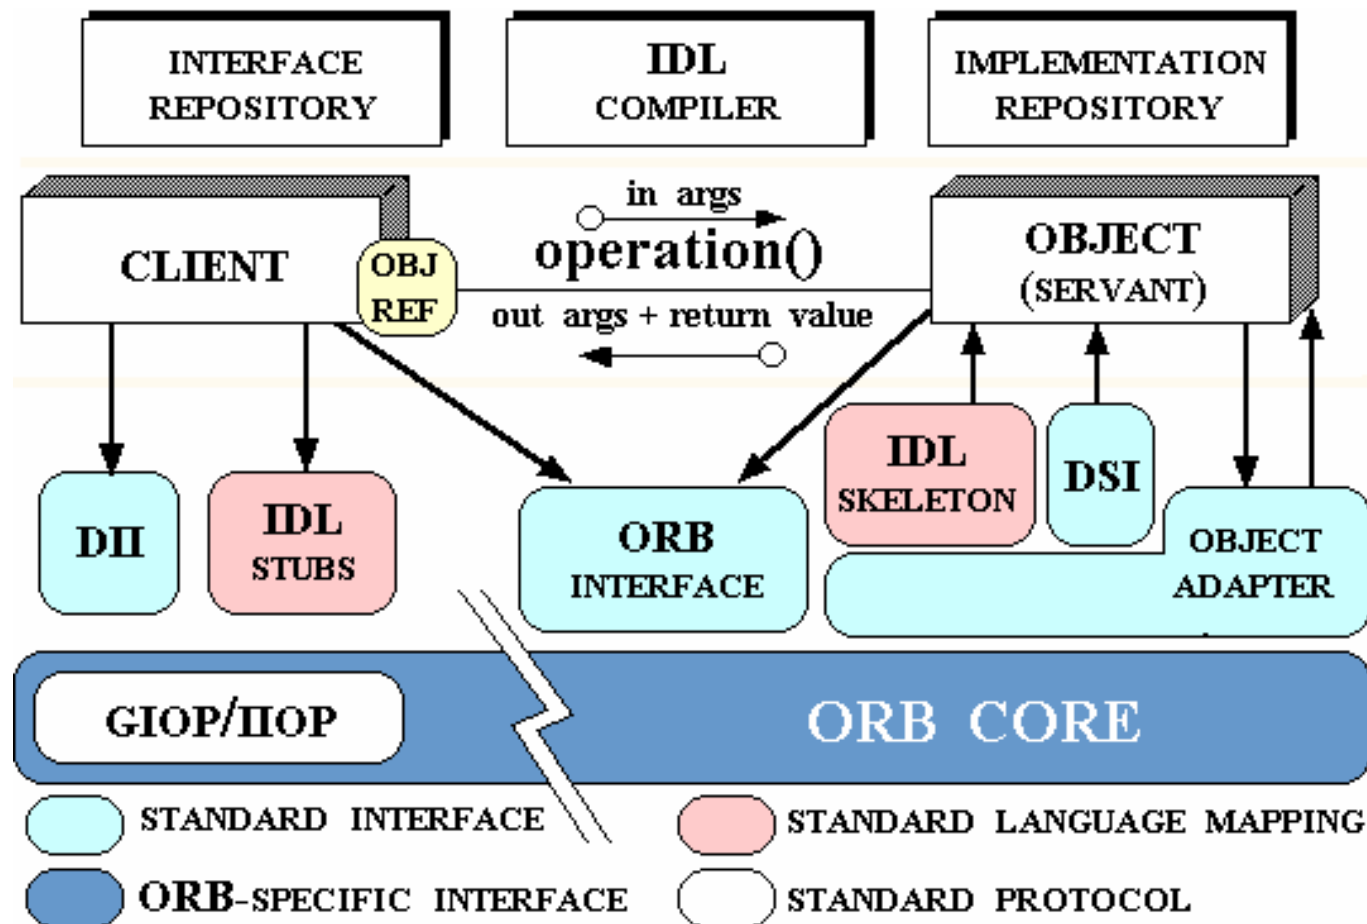 INTERFACE
REPOSITORY
IDL
COMPILER
IMPLEMENTATION
REPOSITORY
in args
operation()
out args + return value
CLIENT
OBJ
REF
OBJECT
(SERVANT)
DII
IDL
STUBS
ORB
INTERFACE
IDL
SKELETON
DSI
OBJECT
ADAPTER
GIOP/IIOP
ORB CORE
STANDARD INTERFACE
STANDARD LANGUAGE MAPPING
ORB-SPECIFIC INTERFACE
STANDARD PROTOCOL